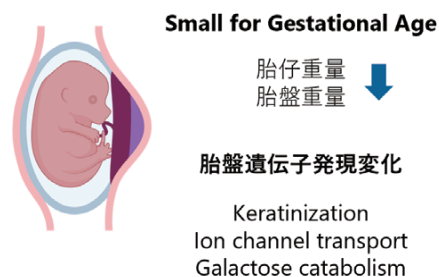 Small for Gestational Age
胎仔重量
胎盤重量
胎盤遺伝子発現変化
Keratinization
Ion channel transport
Galactose catabolism